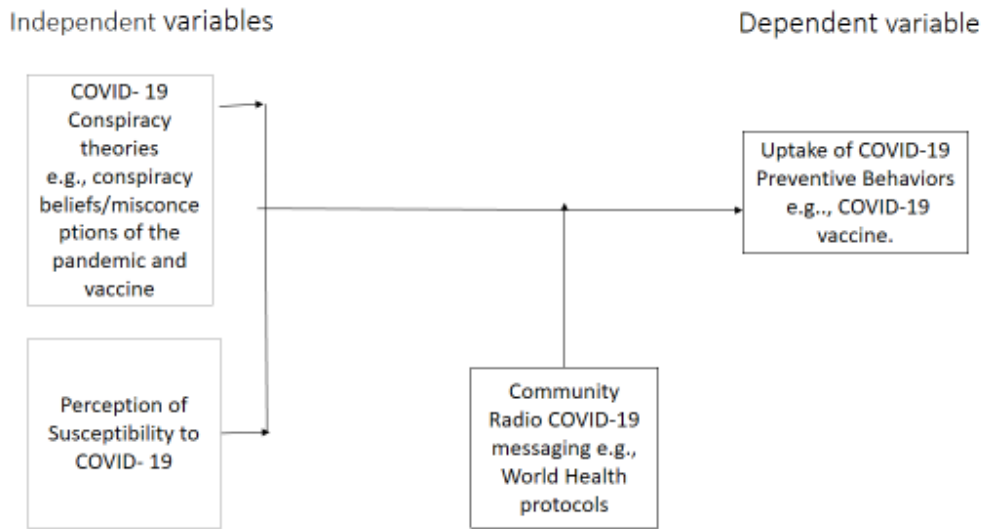 Independent variables
Dependent variable
COVID- 19
Conspiracy
theories
e.g., conspiracy
beliefs/misconce
ptions of the
pandemic and
vaccine
Uptake of COVID-19
Preventive Behaviors
e.g.., COVID-19
vaccine.
Perception of
Susceptibility to
COVID- 19
Community
Radio COVID-19
messaging e.g.,
World Health
protocols